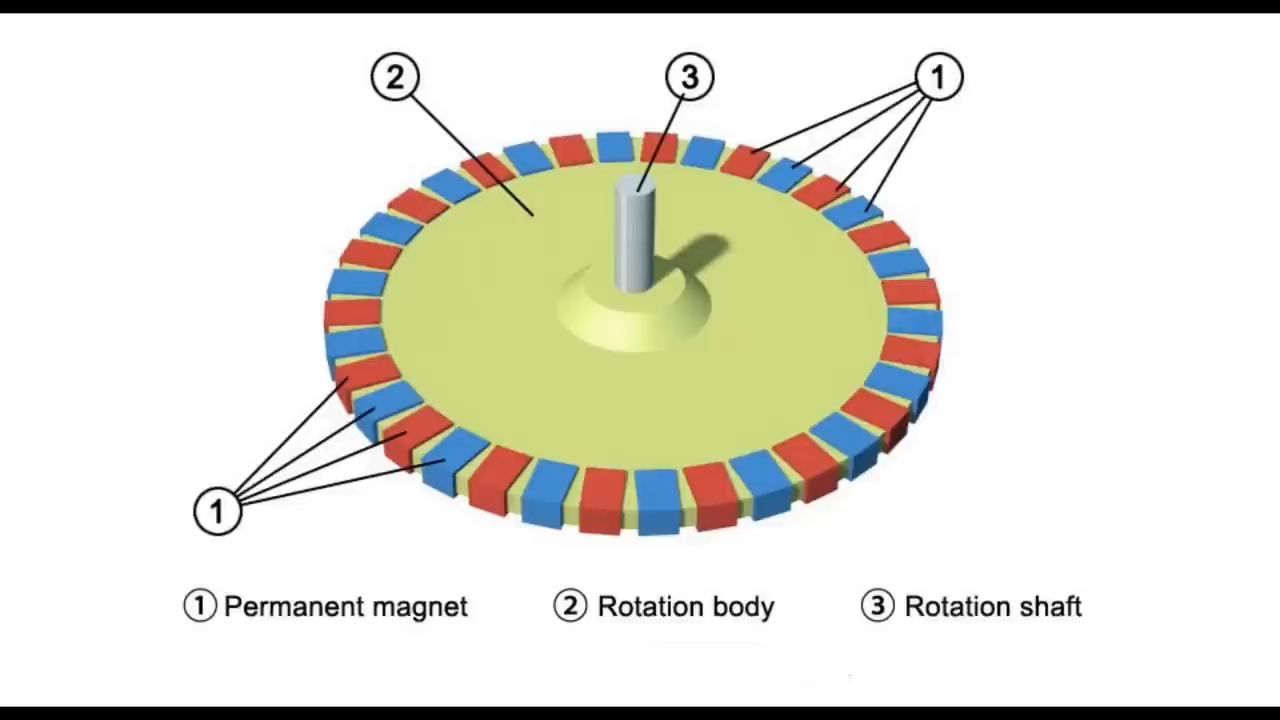 2 3 1
1
① Permanent magnet ② Rotation body ③ Rotation shaft